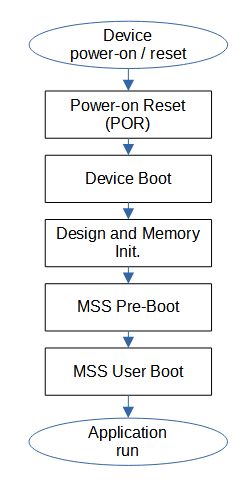 Device
power-on / reset
Power-on Reset
(POR)
Device Boot
Design and Memory
Init.
MSS Pre-Boot
MSS User Boot
Application
run